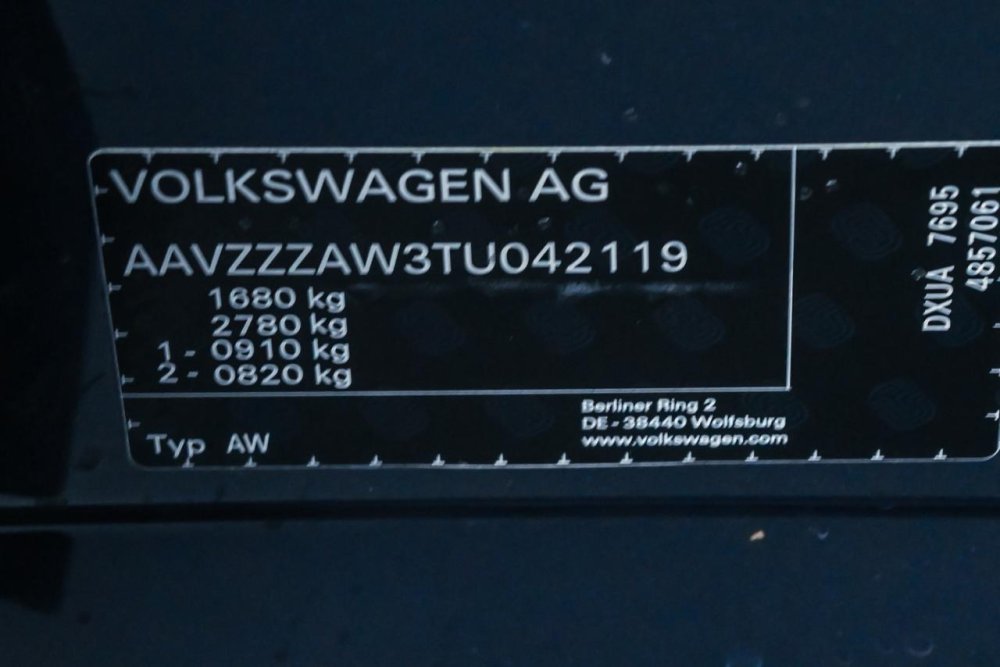 VOLKSWAGEN AG
AAVZZZAW3TU042119
1680 kg
2780 kg
1 - 0910 kg
2 - 0820 kg
Typ AW
Berliner Ring 2
DE - 38440 Wolfsburg
www.volkswagen.com
DXUA 7695
4857061